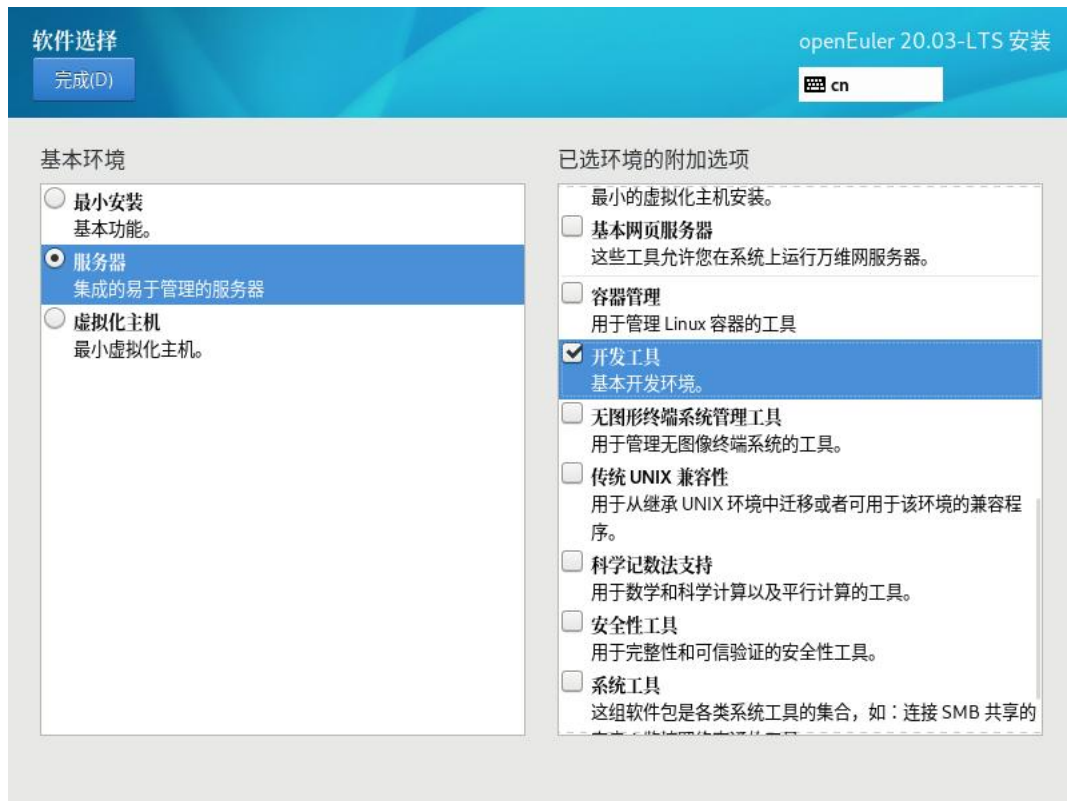 软件选择
openEuler 20.03-LTS 安装
完成(D)
cn
基本环境
最小安装
基本功能。
服务器
集成的易于管理的服务器
虚拟化主机
最小虚拟化主机。
已选环境的附加选项
最小的虚拟化主机安装。
基本网页服务器
这些工具允许您在系统上运行万维网服务器。
容器管理
用于管理 Linux 容器的工具
开发工具
基本开发环境。
无图形终端系统管理工具
用于管理无图像终端系统的工具。
传统 UNIX 兼容性
用于从继承 UNIX 环境中迁移或者可用于该环境的兼容程
序。
科学记数法支持
用于数学和科学计算以及平行计算的工具。
安全性工具
用于完整性和可信验证的安全性工具。
系统工具
这组软件包是各类系统工具的集合，如：连接 SMB 共享的